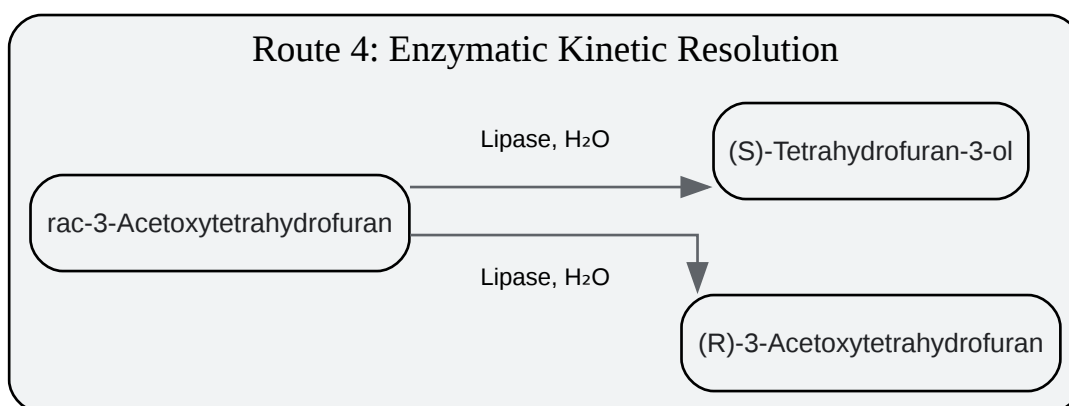 Route 4: Enzymatic Kinetic Resolution
Lipase, H₂O
(S)-Tetrahydrofuran-3-ol
rac-3-Acetoxytetrahydrofuran
Lipase, H₂O
(R)-3-Acetoxytetrahydrofuran